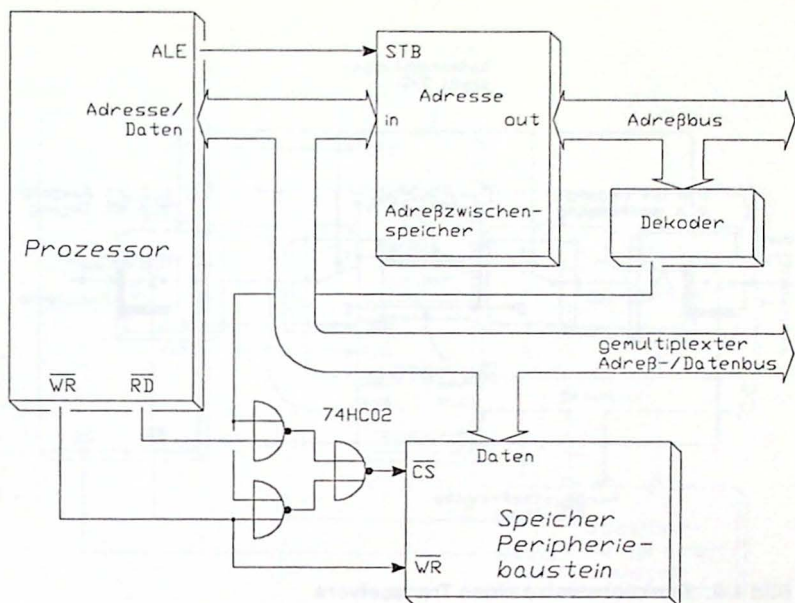 ALE
STB
Adresse/
Daten
Adresse
in
out
Adreßbus
Adreßzwischen-
speicher
Dekoder
Prozessor
gemultiplexter
Adreß-/Datenbus
WR
RD
74HC02
Daten
CS
Speicher
Peripherie-
baustein
WR